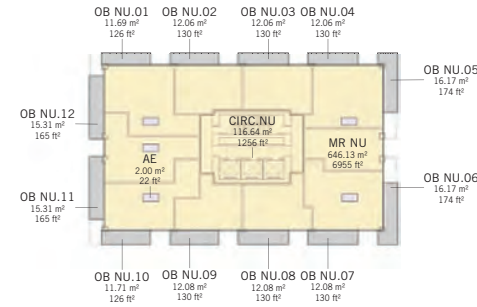 OB NU.01
11.69 m²
126 ft²
OB NU.02
12.06 m²
130 ft²
OB NU.03
12.06 m²
130 ft²
OB NU.04
12.06 m²
130 ft²
OB NU.05
16.17 m²
174 ft²
OB NU.12
15.31 m²
165 ft²
CIRC.NU
116.64 m²
1256 ft²
MR NU
646.13 m²
6955 ft²
AE
2.00 m²
22 ft²
OB NU.06
16.17 m²
174 ft²
OB NU.11
15.31 m²
165 ft²
OB NU.10
11.71 m²
126 ft²
OB NU.09
12.08 m²
130 ft²
OB NU.08
12.08 m²
130 ft²
OB NU.07
12.08 m²
130 ft²